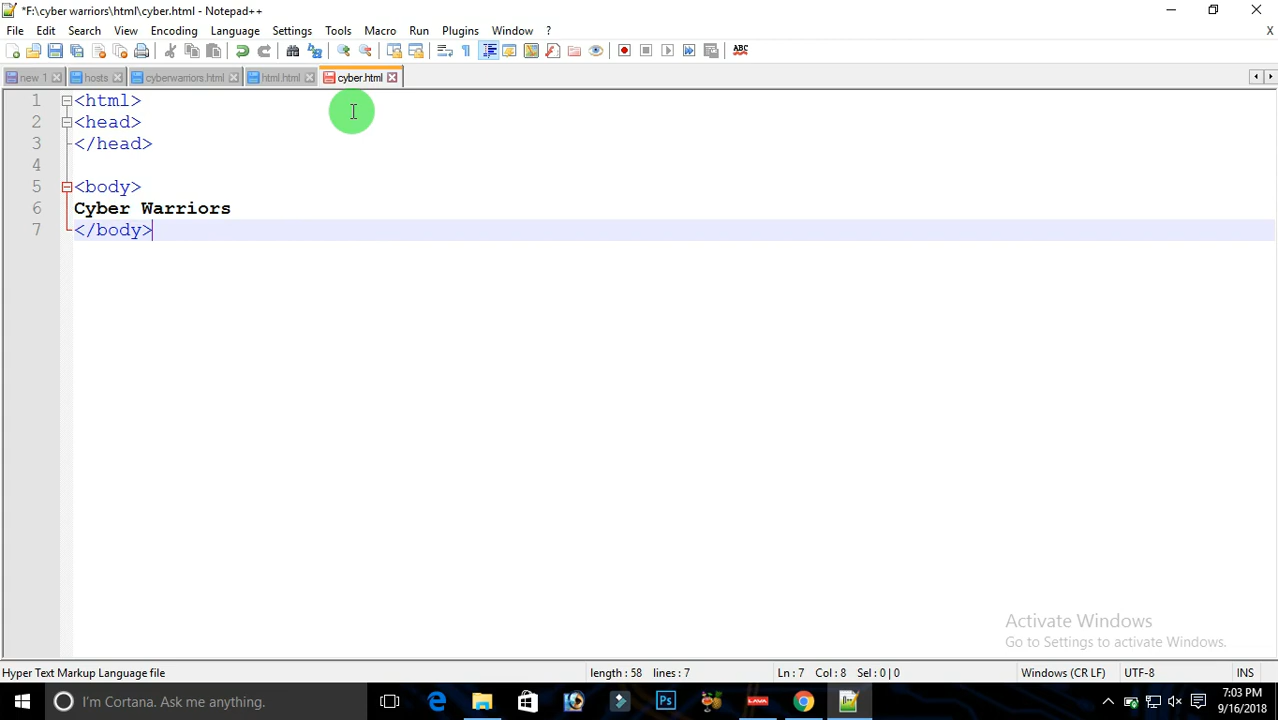 *F:\cyber warriors\html\cyber.html - Notepad++
File Edit Search View Encoding Language Settings Tools Macro Run Plugins Window ? X
new 1 hosts cyberwarriors.html html.html cyber.html
1 <html>
2 <head>
3 </head>
4
5 <body>
6 Cyber Warriors
7 </body>
Activate Windows
Go to Settings to activate Windows.
Hyper Text Markup Language file length : 58 lines : 7 Ln : 7 Col : 8 Sel : 0 | 0 Windows (CR LF) UTF-8 INS
I'm Cortana. Ask me anything. 7:03 PM
9/16/2018